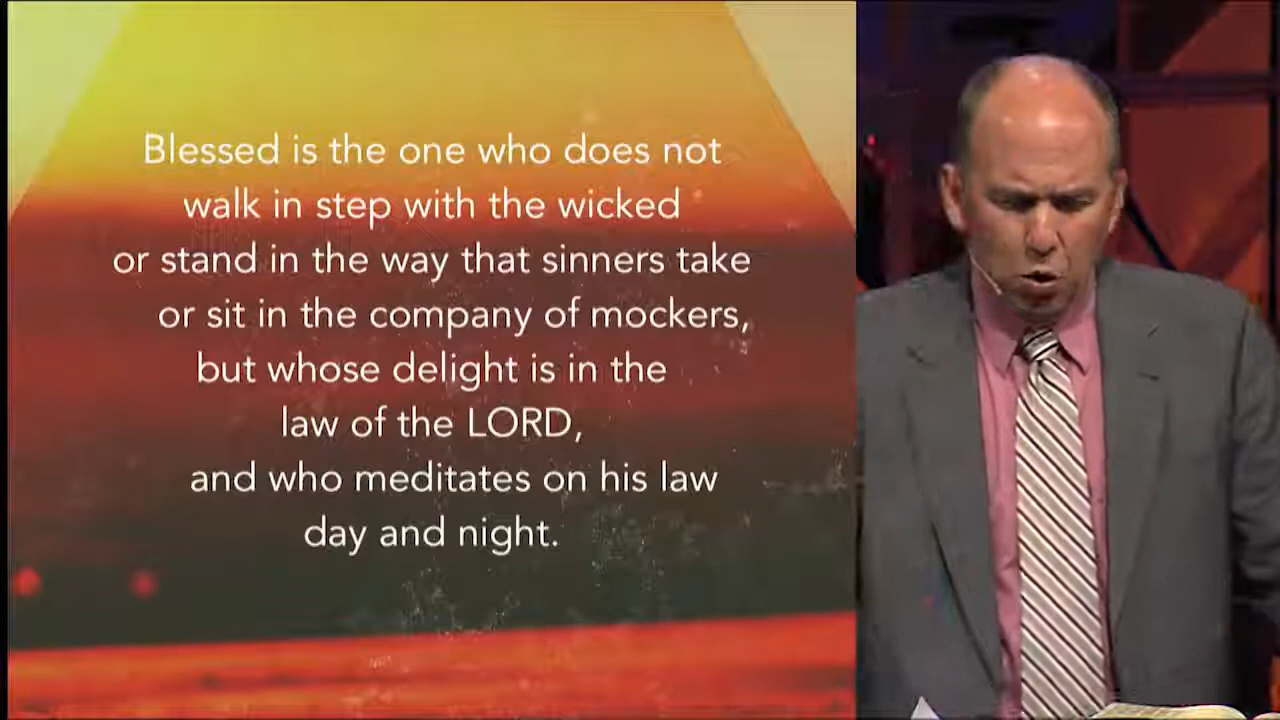 Blessed is the one who does not
walk in step with the wicked
or stand in the way that sinners take
or sit in the company of mockers,
but whose delight is in the
law of the LORD,
and who meditates on his law
day and night.